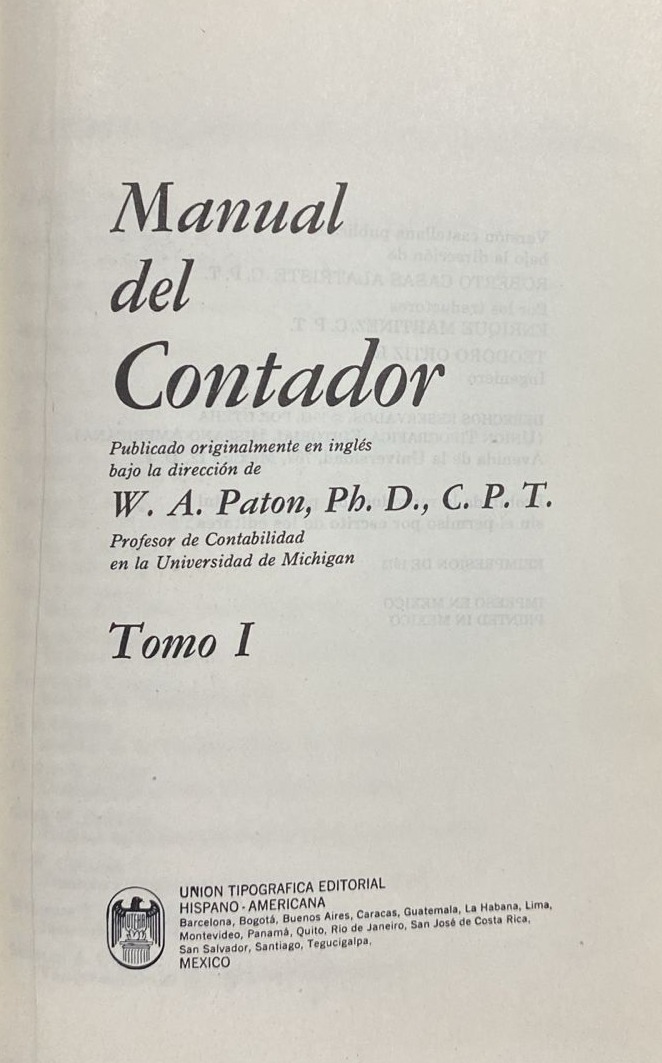 Manual
del
Contador
Publicado originalmente en inglés
bajo la dirección de
W. A. Paton, Ph. D., C. P. T.
Profesor de Contabilidad
en la Universidad de Michigan
Tomo I
UTEHA
UNION TIPOGRAFICA EDITORIAL
HISPANO-AMERICANA
Barcelona, Bogotá, Buenos Aires, Caracas, Guatemala, La Habana, Lima,
Montevideo, Panamá, Quito, Rio de Janeiro, San José de Costa Rica,
San Salvador, Santiago, Tegucigalpa,
MEXICO